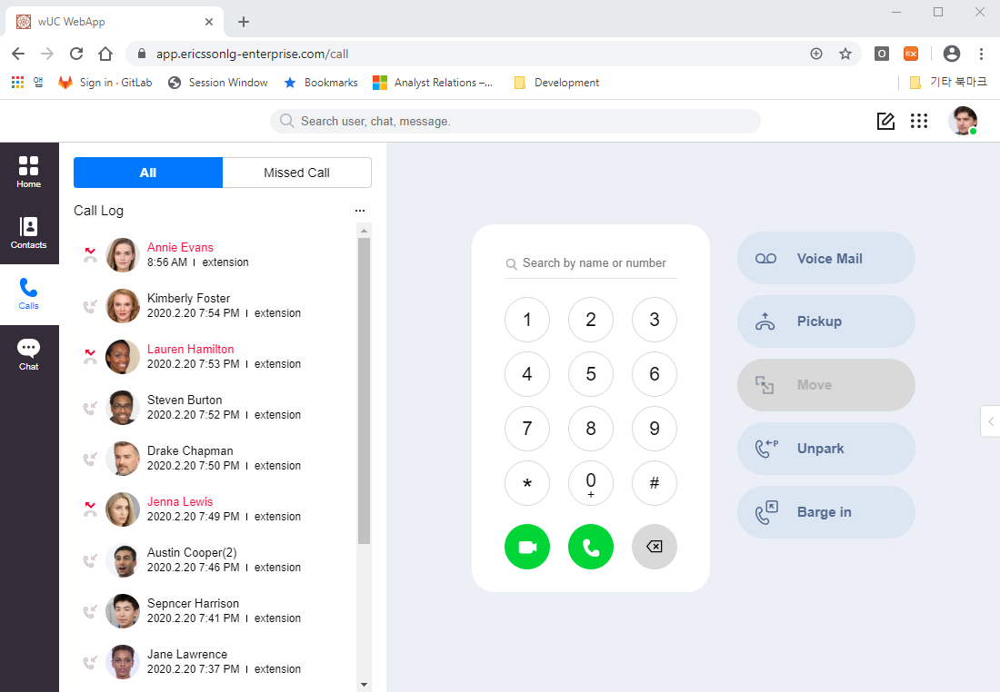 wUC WebApp
app.ericssonlg-enterprise.com/call
앱 Sign in · GitLab Session Window Bookmarks Analyst Relations –... Development 기타 북마크
Search user, chat, message.
Home
Contacts
Calls
Chat
All Missed Call
Call Log ...
Annie Evans
8:56 AM I extension
Kimberly Foster
2020.2.20 7:54 PM I extension
Lauren Hamilton
2020.2.20 7:53 PM I extension
Steven Burton
2020.2.20 7:52 PM I extension
Drake Chapman
2020.2.20 7:50 PM I extension
Jenna Lewis
2020.2.20 7:49 PM I extension
Austin Cooper(2)
2020.2.20 7:46 PM I extension
Sepncer Harrison
2020.2.20 7:41 PM I extension
Jane Lawrence
2020.2.20 7:37 PM I extension
Search by name or number
1 2 3
4 5 6
7 8 9
* 0 #
+
Voice Mail
Pickup
Move
P Unpark
Barge in